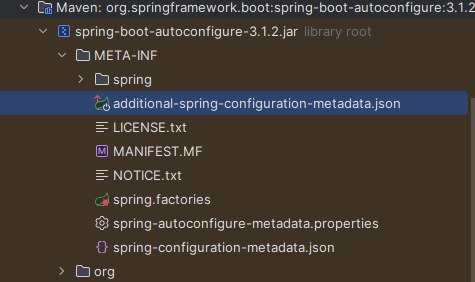 Maven: org.springframework.boot:spring-boot-autoconfigure:3.1.2
spring-boot-autoconfigure-3.1.2.jar library root
META-INF
spring
additional-spring-configuration-metadata.json
LICENSE.txt
MANIFEST.MF
NOTICE.txt
spring.factories
spring-autoconfigure-metadata.properties
spring-configuration-metadata.json
org